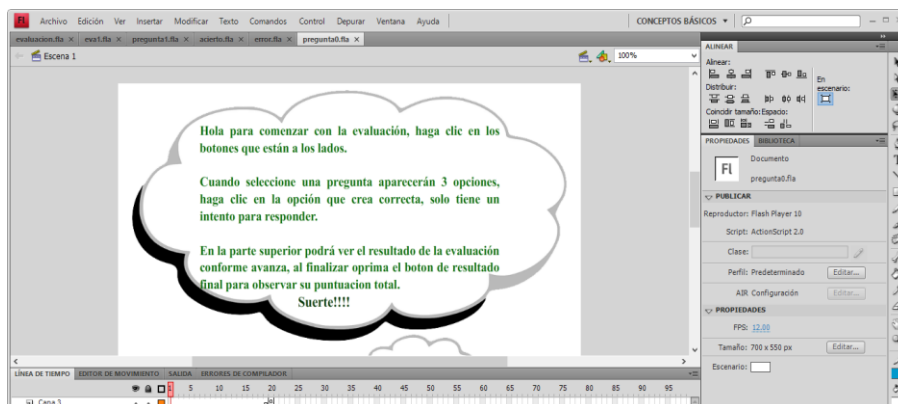 Fl Archivo Edición Ver Insertar Modificar Texto Comandos Control Depurar Ventana Ayuda CONCEPTOS BÁSICOS
evaluacion.fla × eva1.fla × pregunta1.fla × acierto.fla × error.fla × pregunta0.fla ×
Escena 1 100%
Hola para comenzar con la evaluación, haga clic en los
botones que están a los lados.
Cuando seleccione una pregunta aparecerán 3 opciones,
haga clic en la opción que crea correcta, solo tiene un
intento para responder.
En la parte superior podrá ver el resultado de la evaluación
conforme avanza, al finalizar oprima el boton de resultado
final para observar su puntuacion total.
Suerte!!!!
LÍNEA DE TIEMPO EDITOR DE MOVIMIENTO SALIDA ERRORES DE COMPILADOR
1 5 10 15 20 25 30 35 40 45 50 55 60 65 70 75 80 85 90 95
Capa 3
ALINEAR
Alinear:
En
escenario:
Distribuir:
Coincidir tamaño: Espacio:
PROPIEDADES BIBLIOTECA
Fl
Documento
pregunta0.fla
PUBLICAR
Reproductor: Flash Player 10
Script: ActionScript 2.0
Clase:
Perfil: Predeterminado Editar...
AIR Configuración Editar...
PROPIEDADES
FPS: 12.00
Tamaño: 700 x 550 px Editar...
Escenario: